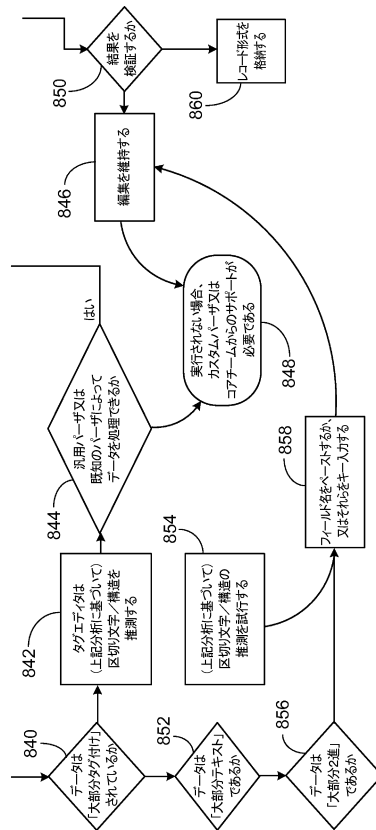 840
データは
「大部分タグ付け」
されているか
842
タグエディタは
(上記分析に基づいて)
区切り文字/構造を
推測する
844
汎用パーザ又は
既知のパーザによって
データを処理できるか
はい
846
編集を維持する
850
結果を
検証するか
860
レコード形式を
格納する
848
実行されない場合、
カスタムパーザ又は
コアチームからのサポートが
必要である
852
データは
「大部分テキスト」
であるか
854
(上記分析に基づいて)
区切り文字/構造の
推測を試行する
856
データは
「大部分2進」
であるか
858
フィールド名をペーストするか、
又はそれらをキー入力する